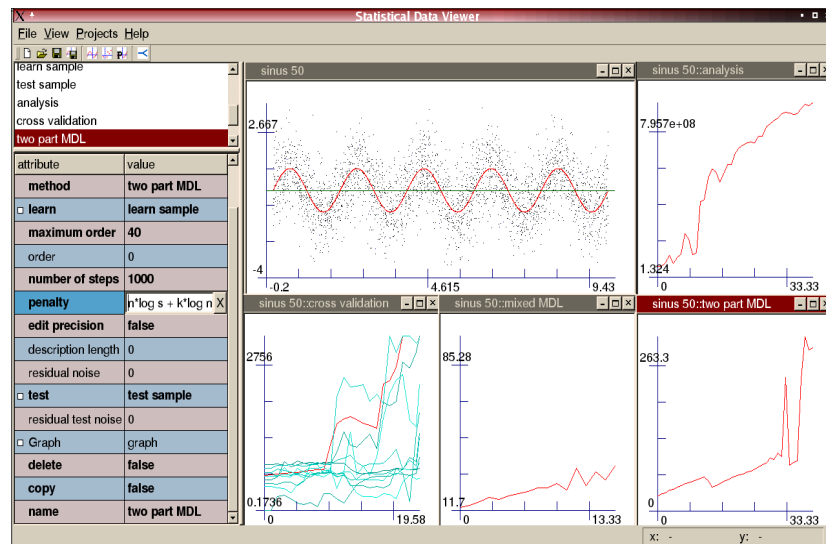 X
Statistical Data Viewer
File View Projects Help
learn sample
test sample
analysis
cross validation
two part MDL
attribute value
method two part MDL
learn learn sample
maximum order 40
order 0
number of steps 1000
penalty n*log s + k*log n X
edit precision false
description length 0
residual noise 0
test test sample
residual test noise 0
Graph graph
delete false
copy false
name two part MDL
sinus 50
2.667
-4
-0.2 4.615 9.43
sinus 50::analysis
7.957e+08
1.324
0 33.33
sinus 50::cross validation
2756
0.1736
0 19.58
sinus 50::mixed MDL
85.28
11.7
0 13.33
sinus 50::two part MDL
263.3
0
0 33.33
x: - y: -